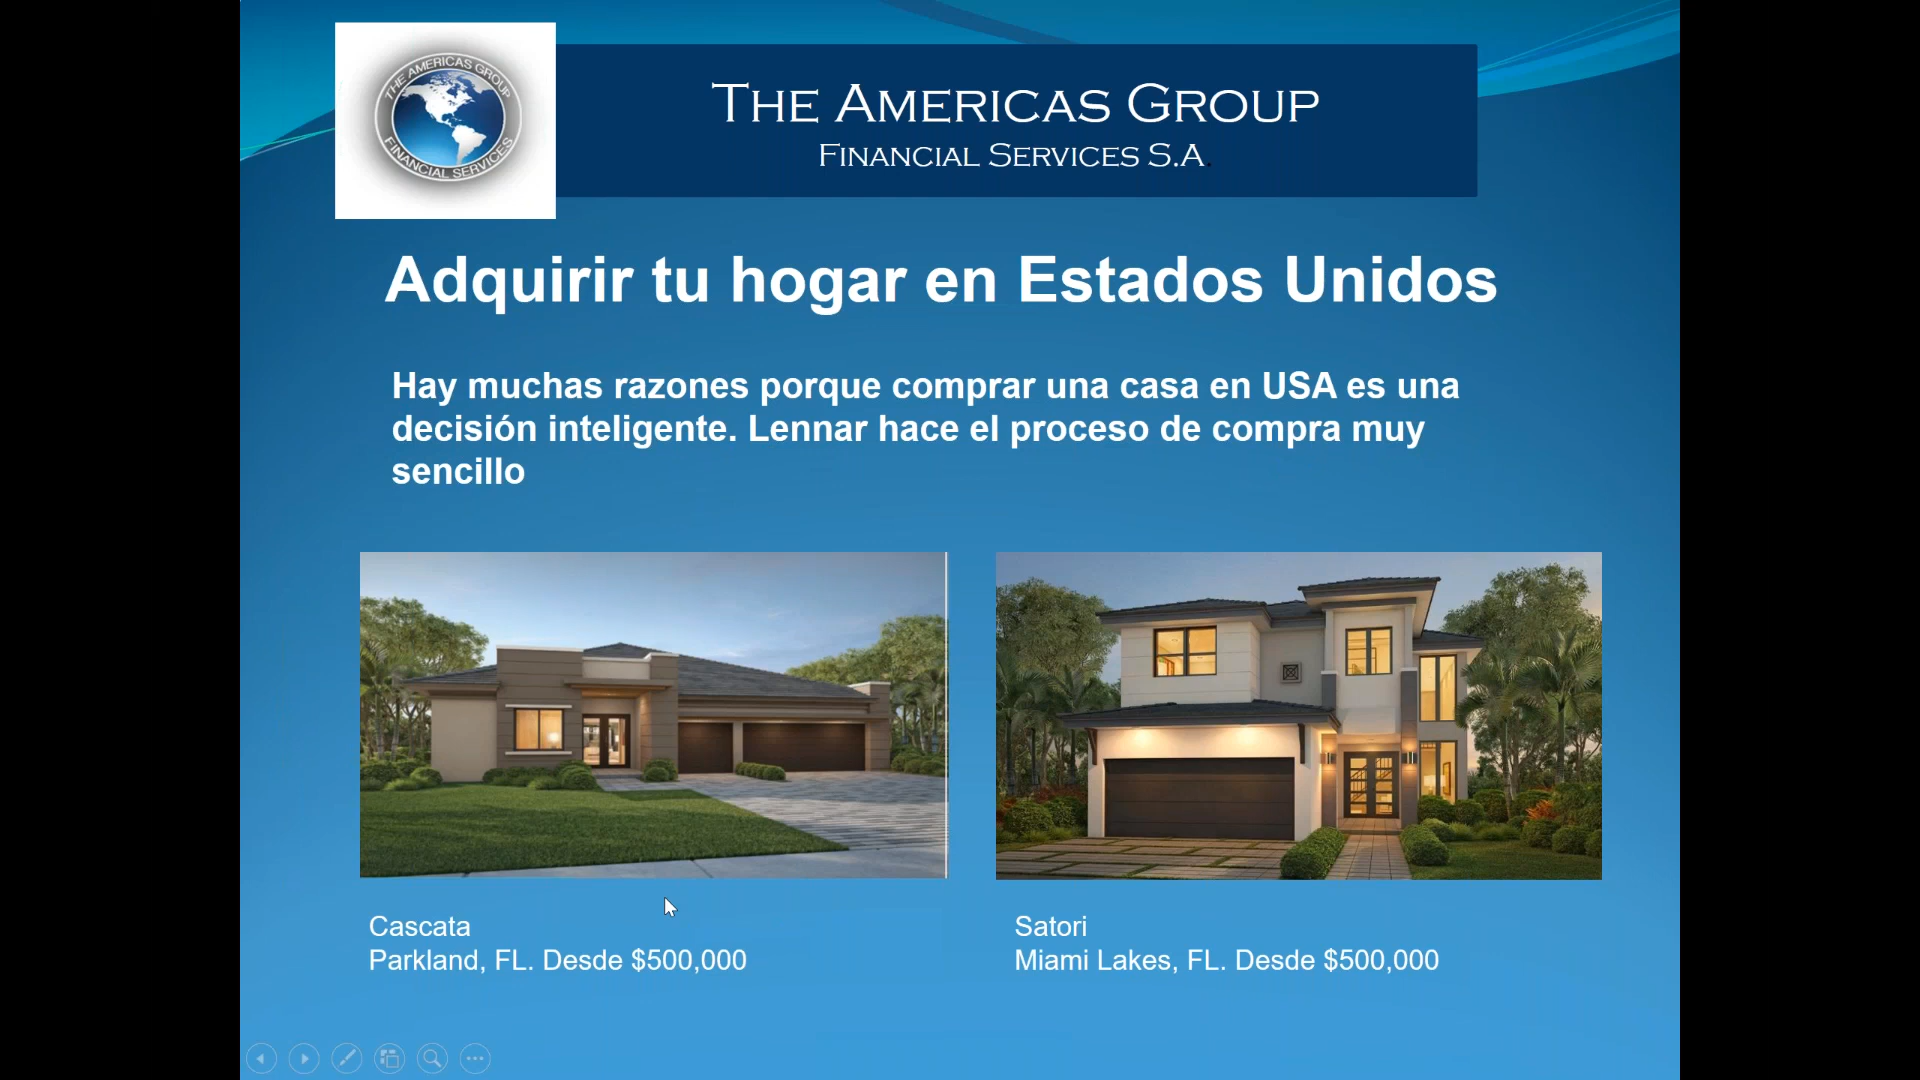 THE AMERICAS GROUP
FINANCIAL SERVICES
THE AMERICAS GROUP
FINANCIAL SERVICES S.A.
Adquirir tu hogar en Estados Unidos
Hay muchas razones porque comprar una casa en USA es una
decisión inteligente. Lennar hace el proceso de compra muy
sencillo
Cascata
Parkland, FL. Desde $500,000
Satori
Miami Lakes, FL. Desde $500,000